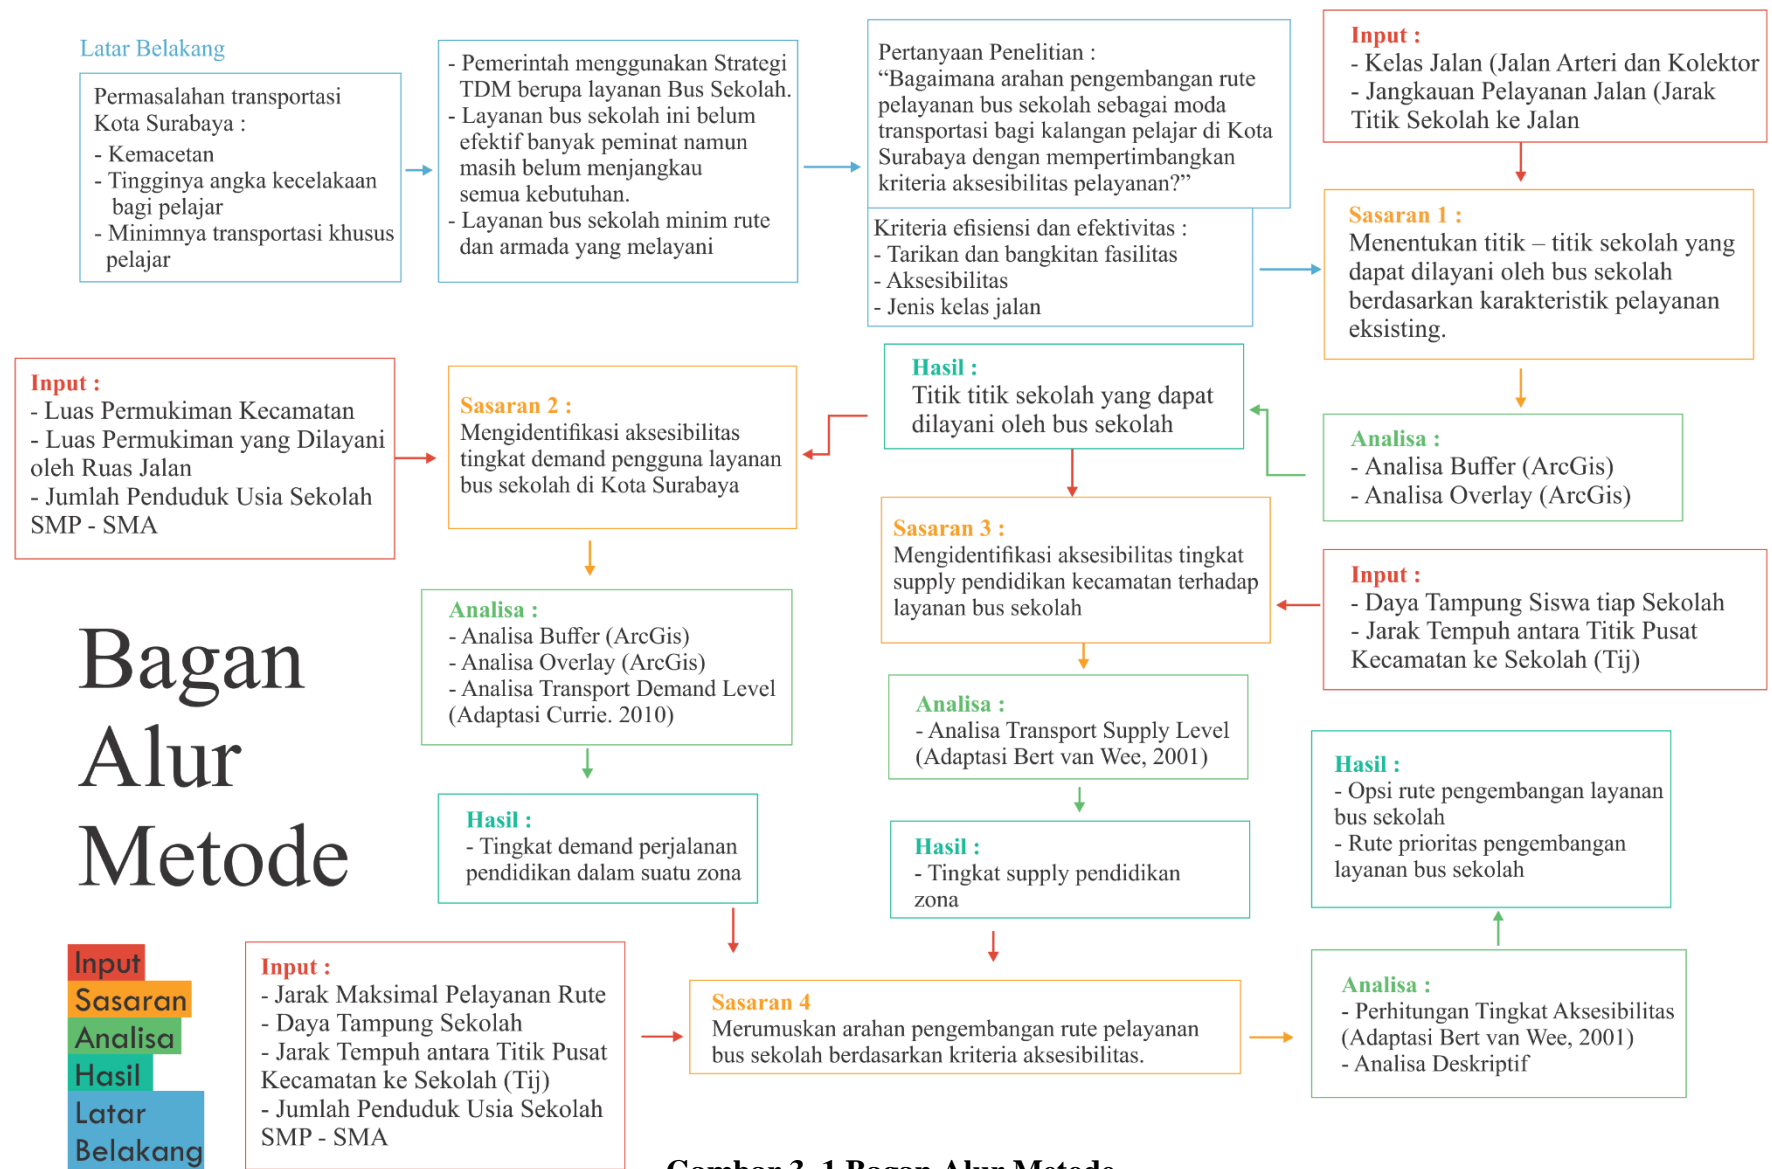 Latar Belakang
Permasalahan transportasi
Kota Surabaya :
- Kemacetan
- Tingginya angka kecelakaan
bagi pelajar
- Minimnya transportasi khusus
pelajar
- Pemerintah menggunakan Strategi
TDM berupa layanan Bus Sekolah.
- Layanan bus sekolah ini belum
efektif banyak peminat namun
masih belum menjangkau
semua kebutuhan.
- Layanan bus sekolah minim rute
dan armada yang melayani
Pertanyaan Penelitian :
“Bagaimana arahan pengembangan rute
pelayanan bus sekolah sebagai moda
transportasi bagi kalangan pelajar di Kota
Surabaya dengan mempertimbangkan
kriteria aksesibilitas pelayanan?”
Kriteria efisiensi dan efektivitas :
- Tarikan dan bangkitan fasilitas
- Aksesibilitas
- Jenis kelas jalan
Input :
- Kelas Jalan (Jalan Arteri dan Kolektor
- Jangkauan Pelayanan Jalan (Jarak
Titik Sekolah ke Jalan
Sasaran 1 :
Menentukan titik – titik sekolah yang
dapat dilayani oleh bus sekolah
berdasarkan karakteristik pelayanan
eksisting.
Analisa :
- Analisa Buffer (ArcGis)
- Analisa Overlay (ArcGis)
Hasil :
Titik titik sekolah yang dapat
dilayani oleh bus sekolah
Input :
- Luas Permukiman Kecamatan
- Luas Permukiman yang Dilayani
oleh Ruas Jalan
- Jumlah Penduduk Usia Sekolah
SMP - SMA
Sasaran 2 :
Mengidentifikasi aksesibilitas
tingkat demand pengguna layanan
bus sekolah di Kota Surabaya
Analisa :
- Analisa Buffer (ArcGis)
- Analisa Overlay (ArcGis)
- Analisa Transport Demand Level
(Adaptasi Currie. 2010)
Hasil :
- Tingkat demand perjalanan
pendidikan dalam suatu zona
Sasaran 3 :
Mengidentifikasi aksesibilitas tingkat
supply pendidikan kecamatan terhadap
layanan bus sekolah
Input :
- Daya Tampung Siswa tiap Sekolah
- Jarak Tempuh antara Titik Pusat
Kecamatan ke Sekolah (Tij)
Analisa :
- Analisa Transport Supply Level
(Adaptasi Bert van Wee, 2001)
Hasil :
- Tingkat supply pendidikan
zona
Bagan
Alur
Metode
Input
Sasaran
Analisa
Hasil
Latar
Belakang
Input :
- Jarak Maksimal Pelayanan Rute
- Daya Tampung Sekolah
- Jarak Tempuh antara Titik Pusat
Kecamatan ke Sekolah (Tij)
- Jumlah Penduduk Usia Sekolah
SMP - SMA
Sasaran 4
Merumuskan arahan pengembangan rute pelayanan
bus sekolah berdasarkan kriteria aksesibilitas.
Analisa :
- Perhitungan Tingkat Aksesibilitas
(Adaptasi Bert van Wee, 2001)
- Analisa Deskriptif
Hasil :
- Opsi rute pengembangan layanan
bus sekolah
- Rute prioritas pengembangan
layanan bus sekolah
Gambar 3. 1 Bagan Alur Metode